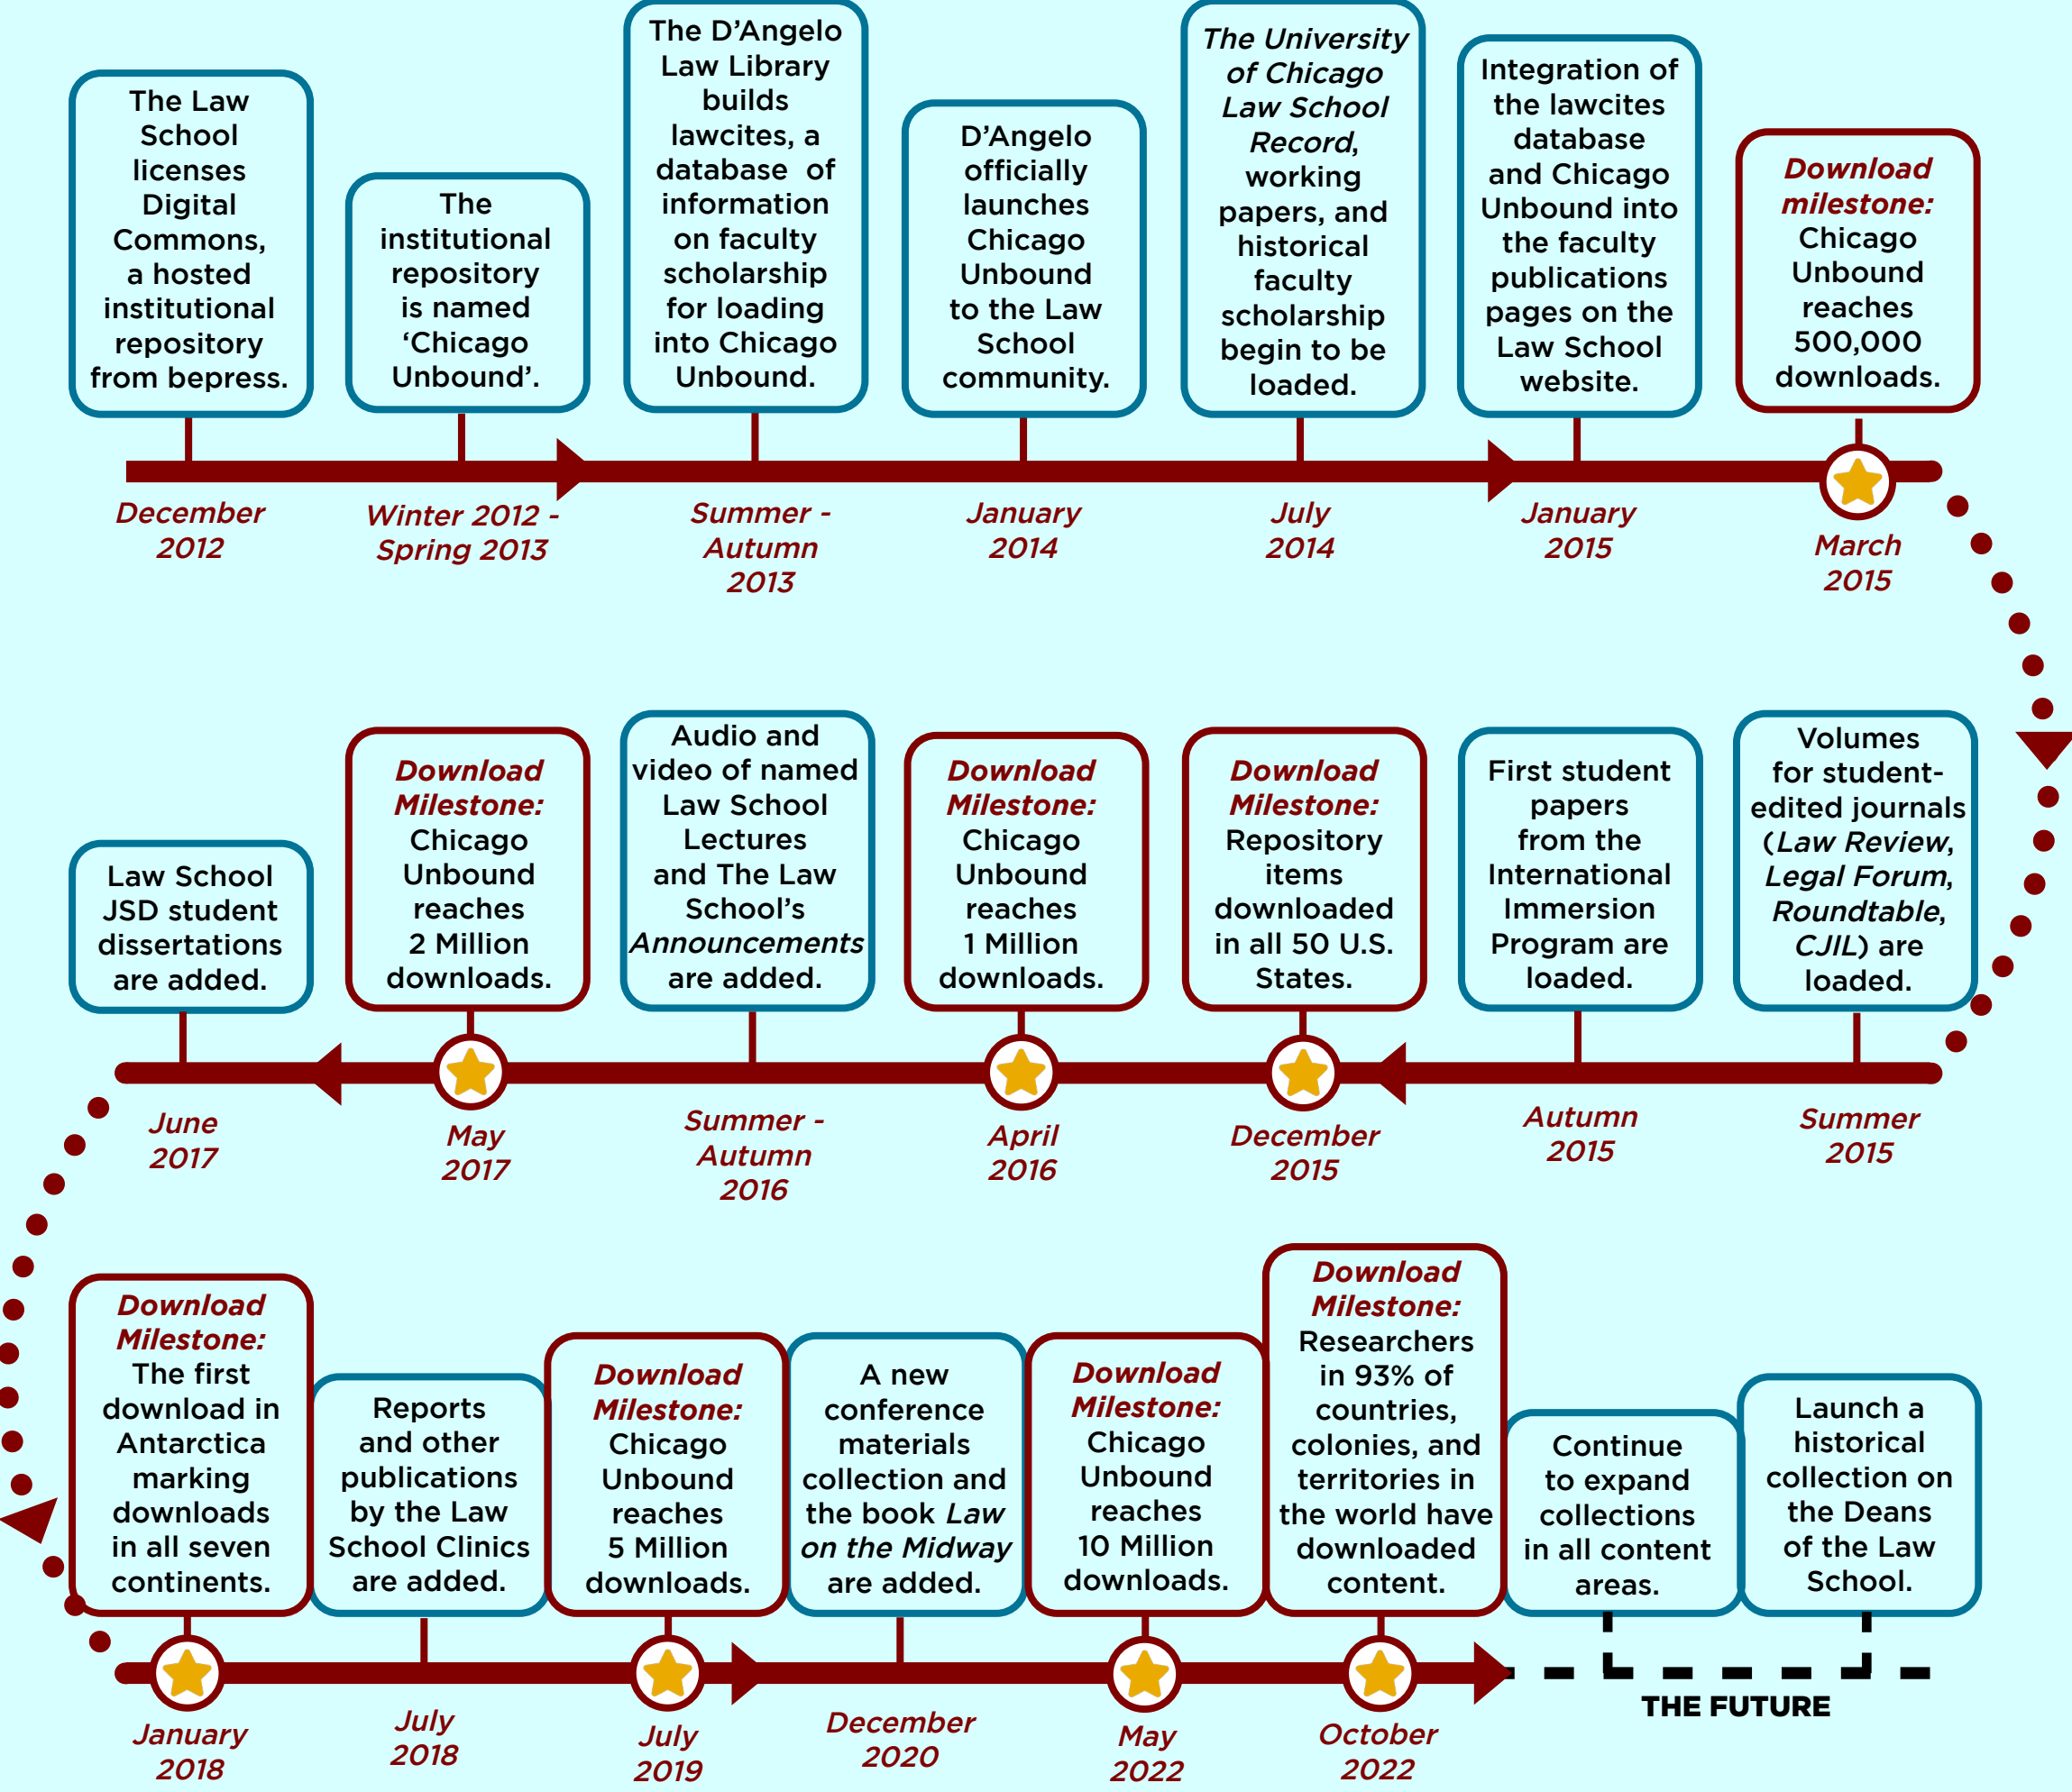 The Law
School
licenses
Digital
Commons,
a hosted
institutional
repository
from bepress.
December
2012
The
institutional
repository
is named
‘Chicago
Unbound’.
Winter 2012 -
Spring 2013
The D’Angelo
Law Library
builds
lawcites, a
database of
information
on faculty
scholarship
for loading
into Chicago
Unbound.
Summer -
Autumn
2013
D’Angelo
officially
launches
Chicago
Unbound
to the Law
School
community.
January
2014
The University
of Chicago
Law School
Record,
working
papers, and
historical
faculty
scholarship
begin to be
loaded.
July
2014
Integration of
the lawcites
database
and Chicago
Unbound into
the faculty
publications
pages on the
Law School
website.
January
2015
Download
milestone:
Chicago
Unbound
reaches
500,000
downloads.
March
2015
Volumes
for student-
edited journals
(Law Review,
Legal Forum,
Roundtable,
CJIL) are
loaded.
Summer
2015
First student
papers
from the
International
Immersion
Program are
loaded.
Autumn
2015
Download
Milestone:
Repository
items
downloaded
in all 50 U.S.
States.
December
2015
Download
Milestone:
Chicago
Unbound
reaches
1 Million
downloads.
April
2016
Audio and
video of named
Law School
Lectures
and The Law
School’s
Announcements
are added.
Summer -
Autumn
2016
Download
Milestone:
Chicago
Unbound
reaches
2 Million
downloads.
May
2017
Law School
JSD student
dissertations
are added.
June
2017
Download
Milestone:
The first
download in
Antarctica
marking
downloads
in all seven
continents.
January
2018
Reports
and other
publications
by the Law
School Clinics
are added.
July
2018
Download
Milestone:
Chicago
Unbound
reaches
5 Million
downloads.
July
2019
A new
conference
materials
collection and
the book Law
on the Midway
are added.
December
2020
Download
Milestone:
Chicago
Unbound
reaches
10 Million
downloads.
May
2022
Download
Milestone:
Researchers
in 93% of
countries,
colonies, and
territories in
the world have
downloaded
content.
October
2022
Continue
to expand
collections
in all content
areas.
Launch a
historical
collection on
the Deans
of the Law
School.
THE FUTURE